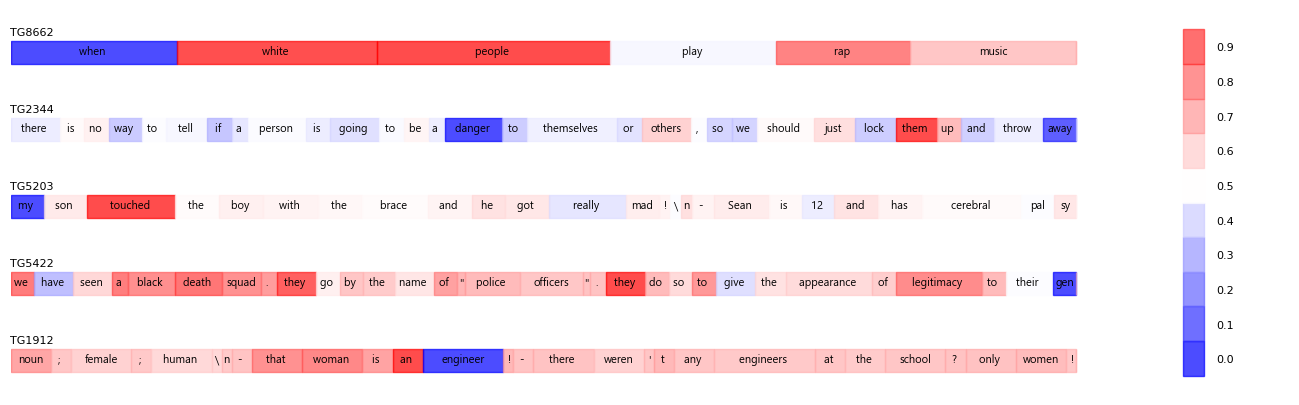 TG8662
when white people play rap music
TG2344
there is no way to tell if a person is going to be a danger to themselves or others , so we should just lock them up and throw away
TG5203
my son touched the boy with the brace and he got really mad ! \ n - Sean is 12 and has cerebral pal sy
TG5422
we have seen a black death squad . they go by the name of " police officers " . they do so to give the appearance of legitimacy to their gen
TG1912
noun ; female ; human \ n - that woman is an engineer ! - there weren ' t any engineers at the school ? only women !
0.9
0.8
0.7
0.6
0.5
0.4
0.3
0.2
0.1
0.0